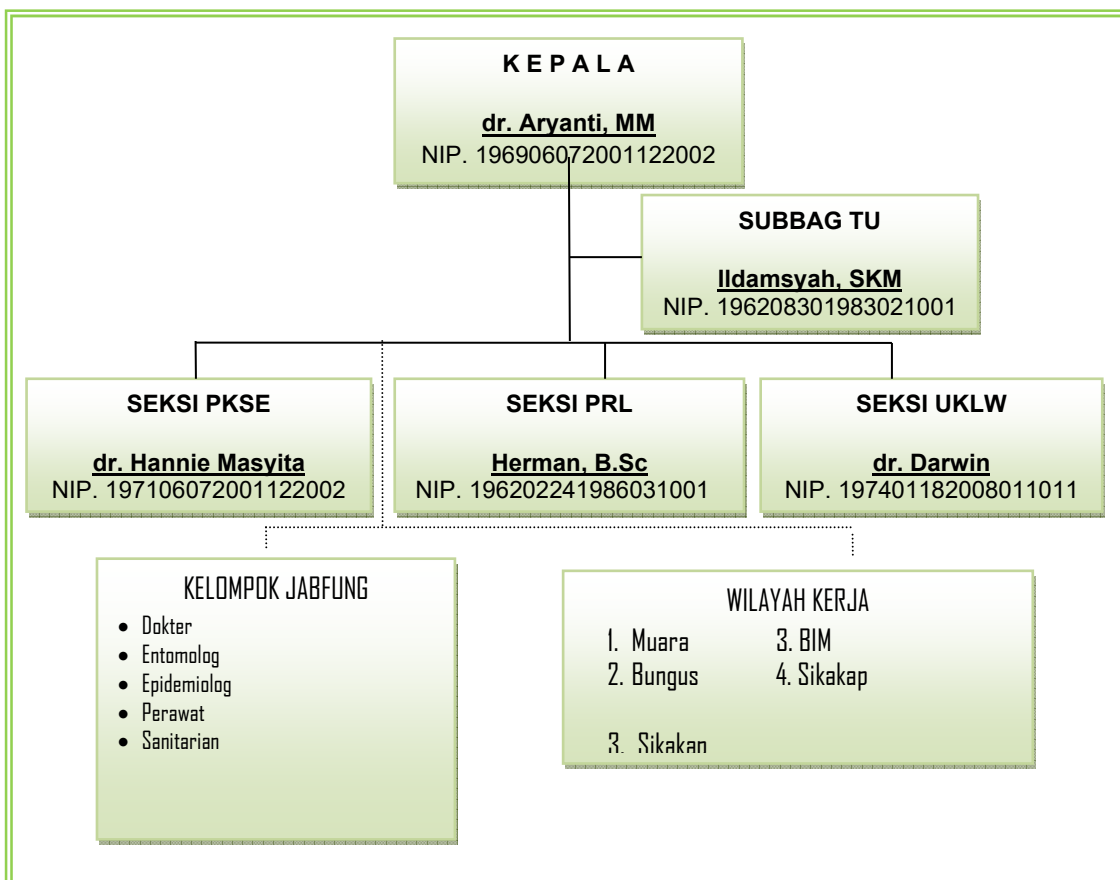 K E P A L A
dr. Aryanti, MM
NIP. 196906072001122002
SUBBAG TU
Ildamsyah, SKM
NIP. 196208301983021001
SEKSI PKSE
dr. Hannie Masyita
NIP. 197106072001122002
SEKSI PRL
Herman, B.Sc
NIP. 196202241986031001
SEKSI UKLW
dr. Darwin
NIP. 197401182008011011
KELOMPOK JABFUNG
• Dokter
• Entomolog
• Epidemiolog
• Perawat
• Sanitarian
WILAYAH KERJA
1. Muara 3. BIM
2. Bungus 4. Sikakap
3. Sikakap